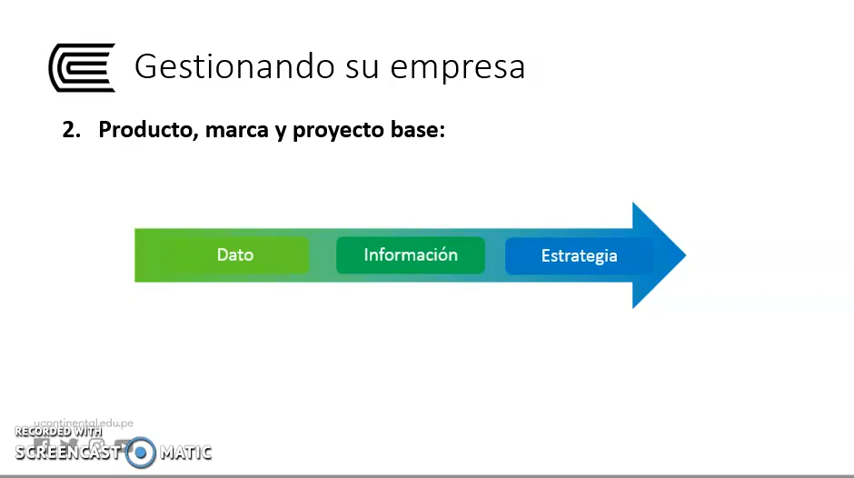 Gestionando su empresa
2. Producto, marca y proyecto base:
Dato
Información
Estrategia
ucontinental.edu.pe
RECORDED WITH
SCREENCAST MATIC